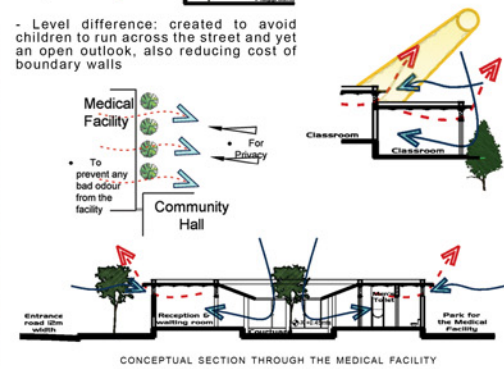 - Level difference: created to avoid
children to run across the street and yet
an open outlook, also reducing cost of
boundary walls
Medical
Facility
• For
Privacy
• To
prevent any
bad odour
from the
facility
Community
Hall
Classroom
Classroom
Entrance
road 12m
width
Reception &
waiting room
Courtyard
Toilet
Park for
the Medical
Facility
CONCEPTUAL SECTION THROUGH THE MEDICAL FACILITY